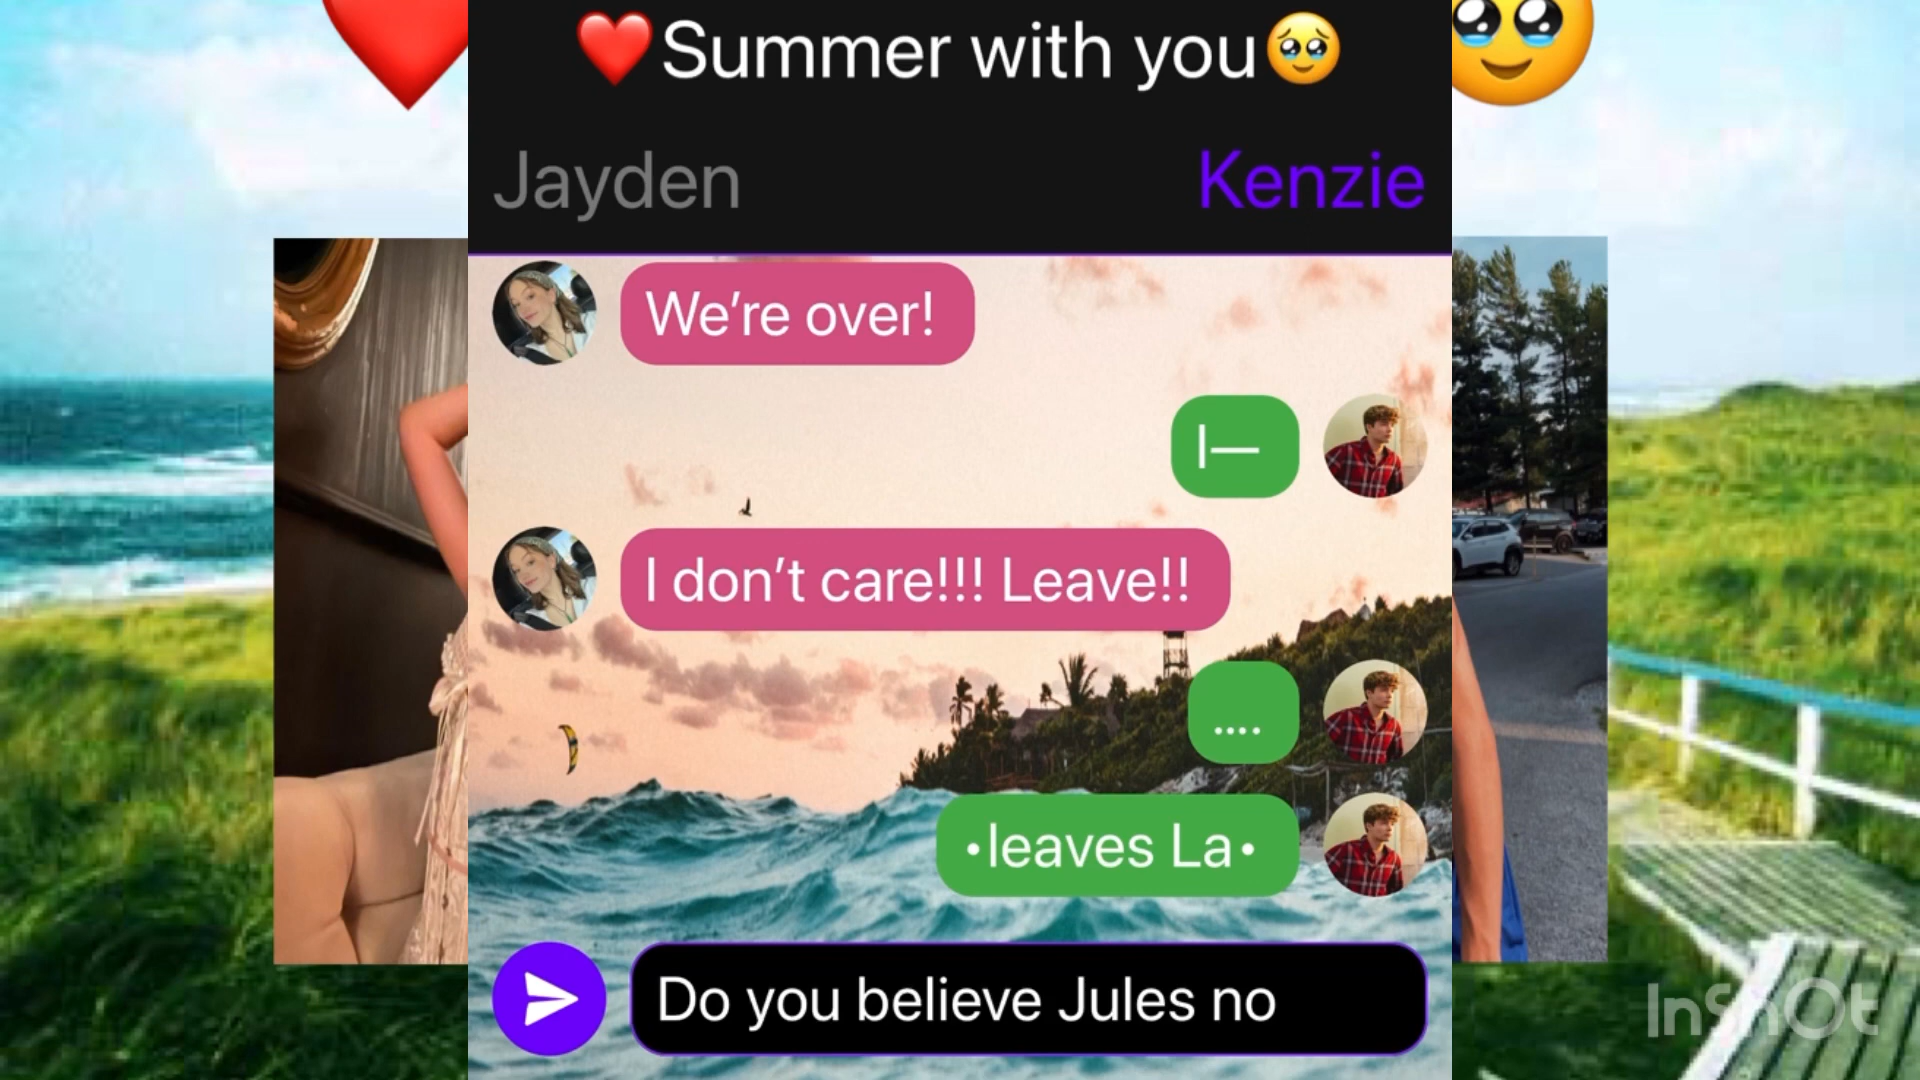 ❤️Summer with you🥹
Jayden
Kenzie
We’re over!
I—
I don’t care!!! Leave!!
....
•leaves La•
Do you believe Jules no
InShOt